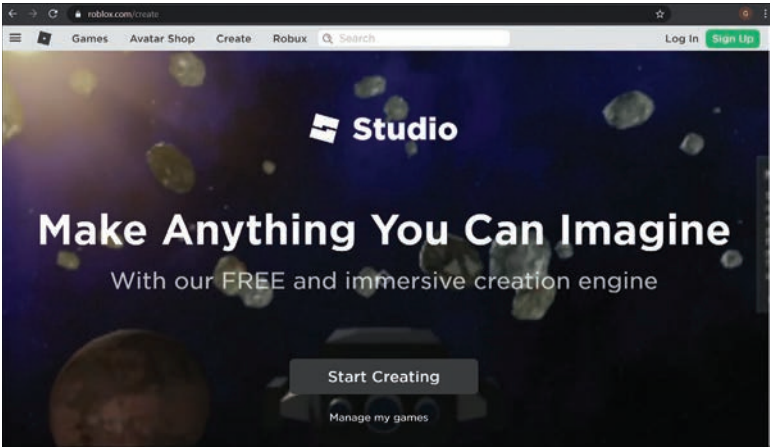 roblox.com/create
Games Avatar Shop Create Robux Search Log In Sign Up
Studio
Make Anything You Can Imagine
With our FREE and immersive creation engine
Start Creating
Manage my games